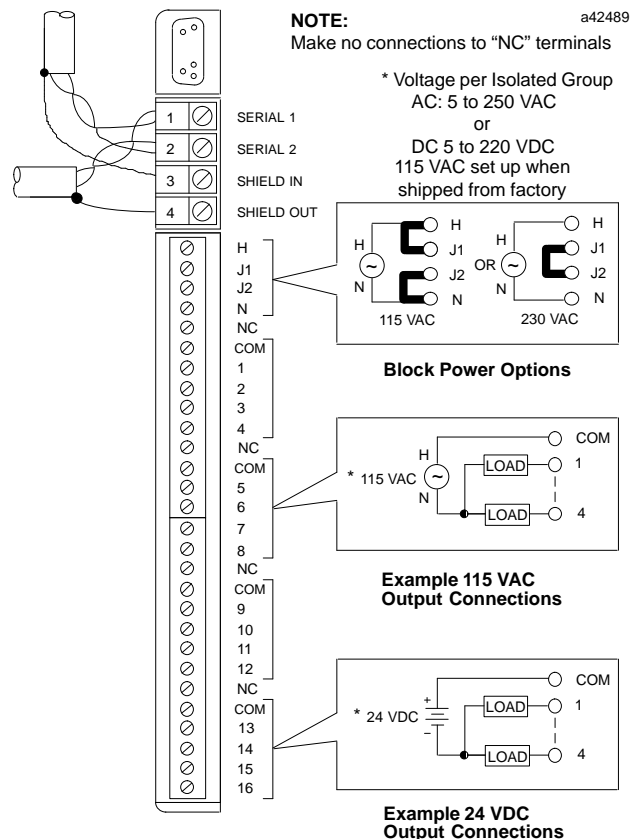 NOTE:
a42489
Make no connections to “NC” terminals
* Voltage per Isolated Group
AC: 5 to 250 VAC
or
DC 5 to 220 VDC
115 VAC set up when
shipped from factory
1 SERIAL 1
2 SERIAL 2
3 SHIELD IN
4 SHIELD OUT
H
J1
J2
N
NC
COM
1
2
3
4
NC
COM
5
6
7
8
NC
COM
9
10
11
12
NC
COM
13
14
15
16
H
H
J1
~
J2
N
N
115 VAC
OR
H
H
J1
~
J2
N
N
230 VAC
Block Power Options
COM
H
* 115 VAC ~ LOAD 1
N
LOAD 4
Example 115 VAC
Output Connections
COM
+
* 24 VDC LOAD 1
–
LOAD 4
Example 24 VDC
Output Connections